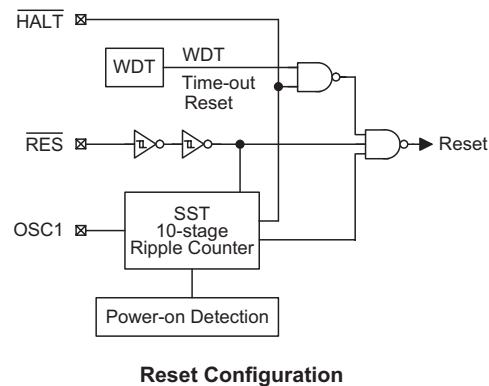 HALT
WDT
WDT
Time-out
Reset
RES
Reset
OSC1
SST
10-stage
Ripple Counter
Power-on Detection
Reset Configuration